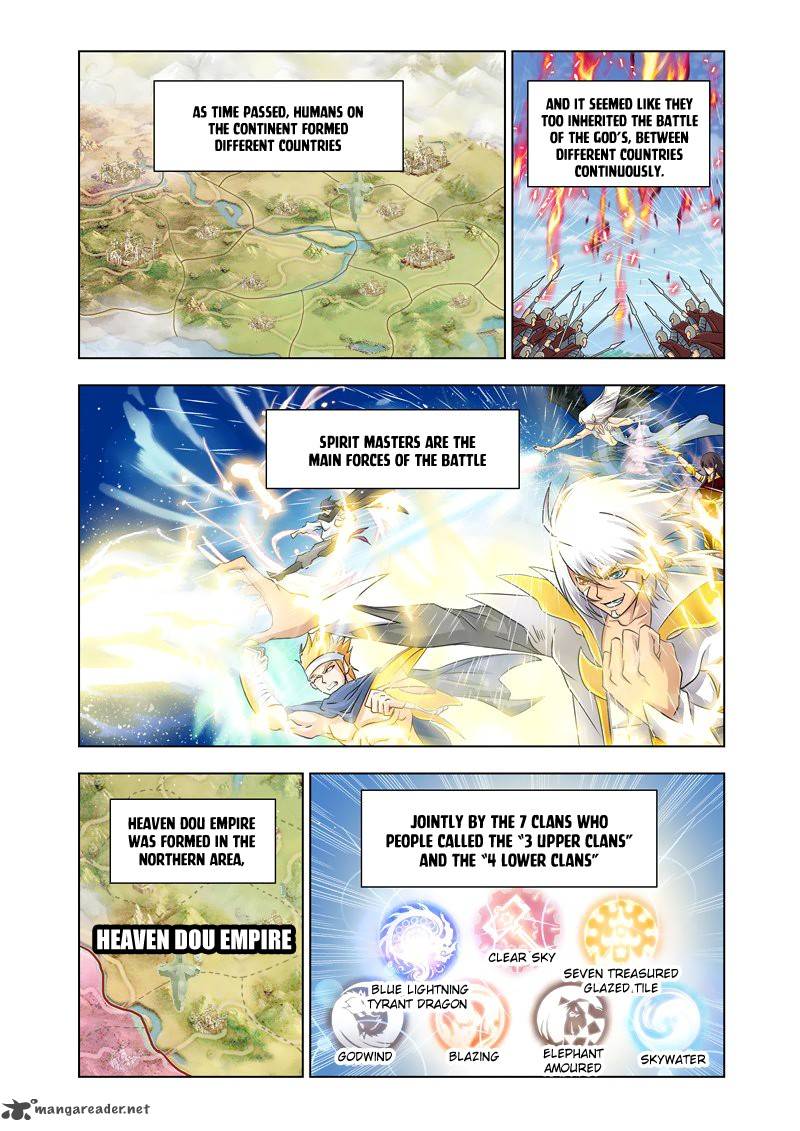 AS TIME PASSED, HUMANS ON
THE CONTINENT FORMED
DIFFERENT COUNTRIES
AND IT SEEMED LIKE THEY
TOO INHERITED THE BATTLE
OF THE GOD'S, BETWEEN
DIFFERENT COUNTRIES
CONTINUOUSLY.
SPIRIT MASTERS ARE THE
MAIN FORCES OF THE BATTLE
HEAVEN DOU EMPIRE
WAS FORMED IN THE
NORTHERN AREA,
HEAVEN DOU EMPIRE
JOINTLY BY THE 7 CLANS WHO
PEOPLE CALLED THE "3 UPPER CLANS"
AND THE "4 LOWER CLANS"
BLUE LIGHTNING
TYRANT DRAGON
CLEAR SKY
SEVEN TREASURED
GLAZED TILE
GODWIND
BLAZING
ELEPHANT
AMOURED
SKYWATER
mangareader.net